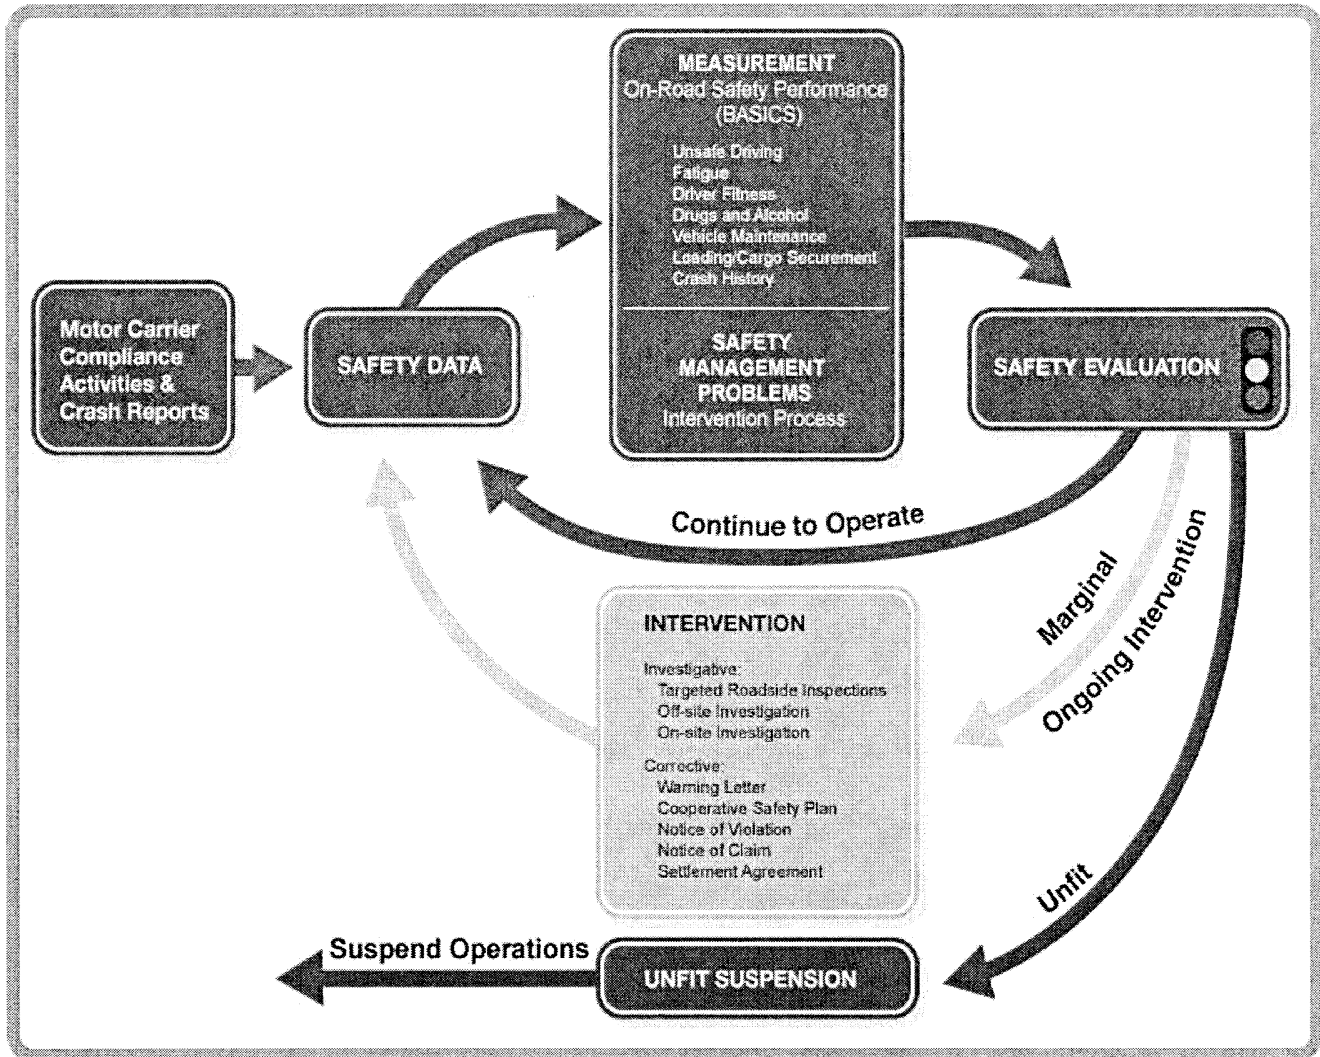 MEASUREMENT
On-Road Safety Performance
(BASICS)
Unsafe Driving
Fatigue
Driver Fitness
Drugs and Alcohol
Vehicle Maintenance
Loading/Cargo Securement
Crash History
SAFETY
MANAGEMENT
PROBLEMS
Intervention Process
Motor Carrier
Compliance
Activities &
Crash Reports
SAFETY DATA
SAFETY EVALUATION
Continue to Operate
Marginal
Ongoing Intervention
INTERVENTION
Investigative:
Targeted Roadside Inspections
Off-site Investigation
On-site Investigation
Corrective:
Warning Letter
Cooperative Safety Plan
Notice of Violation
Notice of Claim
Settlement Agreement
Unfit
Suspend Operations
UNFIT SUSPENSION